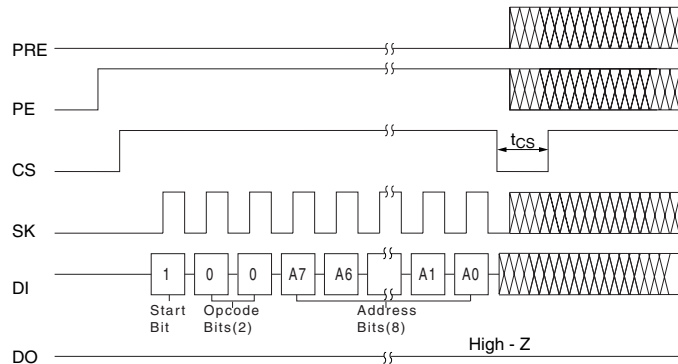 PRE
PE
tCS
CS
SK
1 0 0 A7 A6 A1 A0
DI
Start Opcode Address
Bit Bits(2) Bits(8)
High - Z
DO